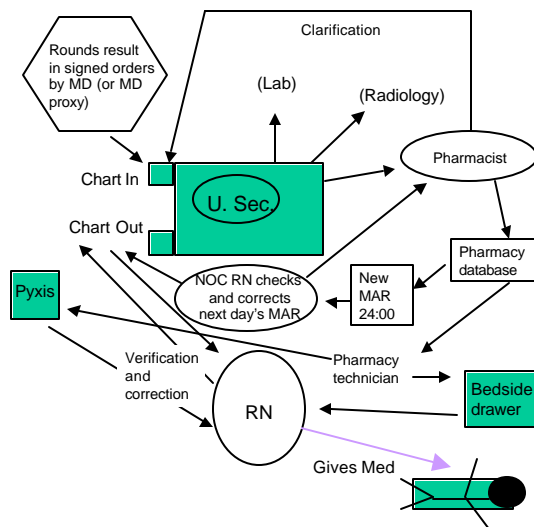 Clarification
Rounds result
in signed orders
by MD (or MD
proxy)
(Lab)
(Radiology)
Pharmacist
Chart In
U. Sec.
Chart Out
Pharmacy
database
NOC RN checks
and corrects
next day's MAR
New
MAR
24:00
Pyxis
Verification
and
correction
Pharmacy
technician
RN
Bedside
drawer
Gives Med